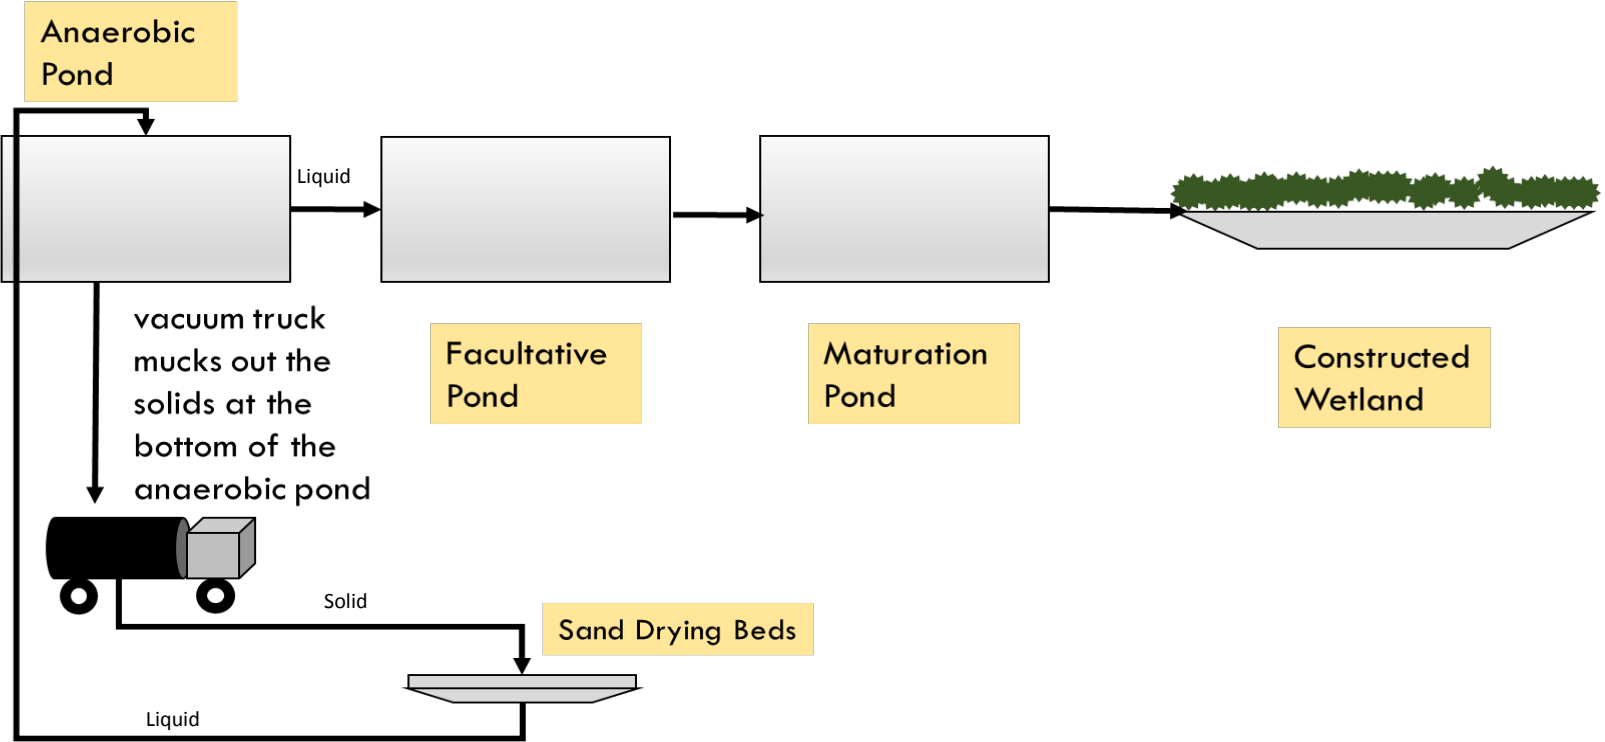 Anaerobic
Pond
Liquid
vacuum truck
mucks out the
solids at the
bottom of the
anaerobic pond
Facultative
Pond
Maturation
Pond
Constructed
Wetland
Solid
Sand Drying Beds
Liquid